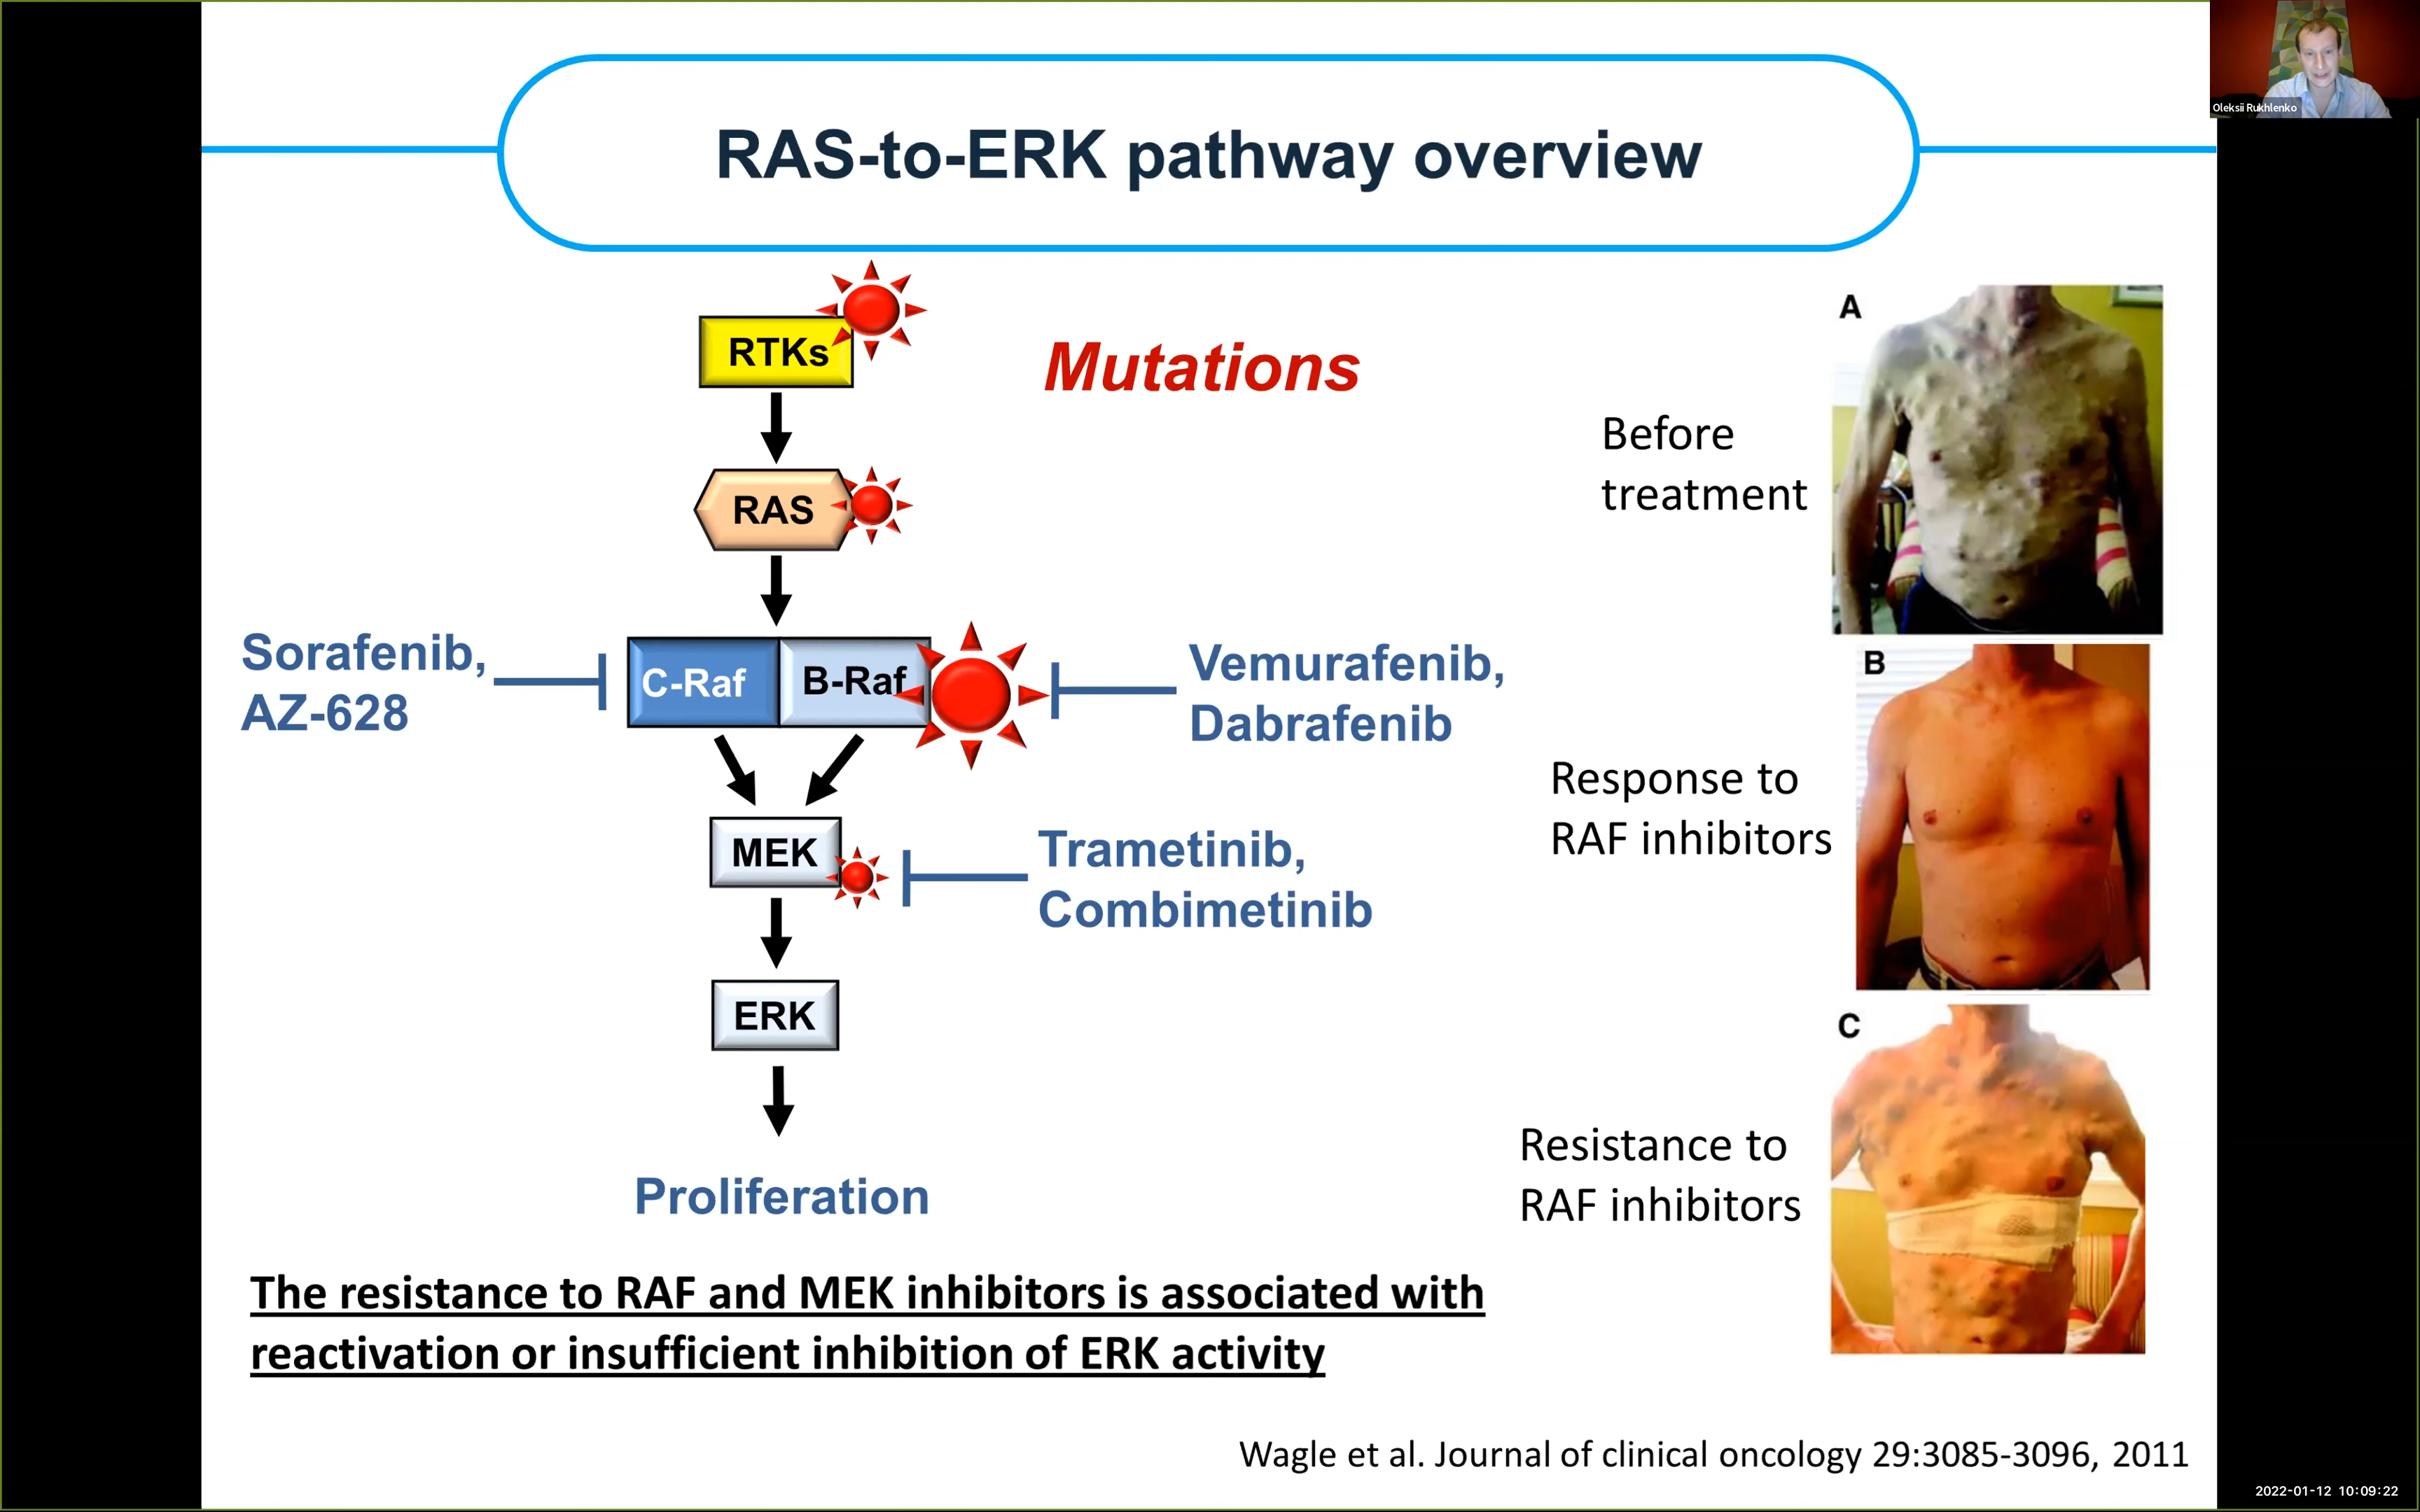 Oleksii Rukhlenko
RAS-to-ERK pathway overview
RTKs
Mutations
RAS
Sorafenib,
AZ-628
C-Raf
B-Raf
Vemurafenib,
Dabrafenib
MEK
Trametinib,
Combimetinib
ERK
Proliferation
A
Before
treatment
B
Response to
RAF inhibitors
C
Resistance to
RAF inhibitors
The resistance to RAF and MEK inhibitors is associated with
reactivation or insufficient inhibition of ERK activity
Wagle et al. Journal of clinical oncology 29:3085-3096, 2011
2022-01-12 10:09:22